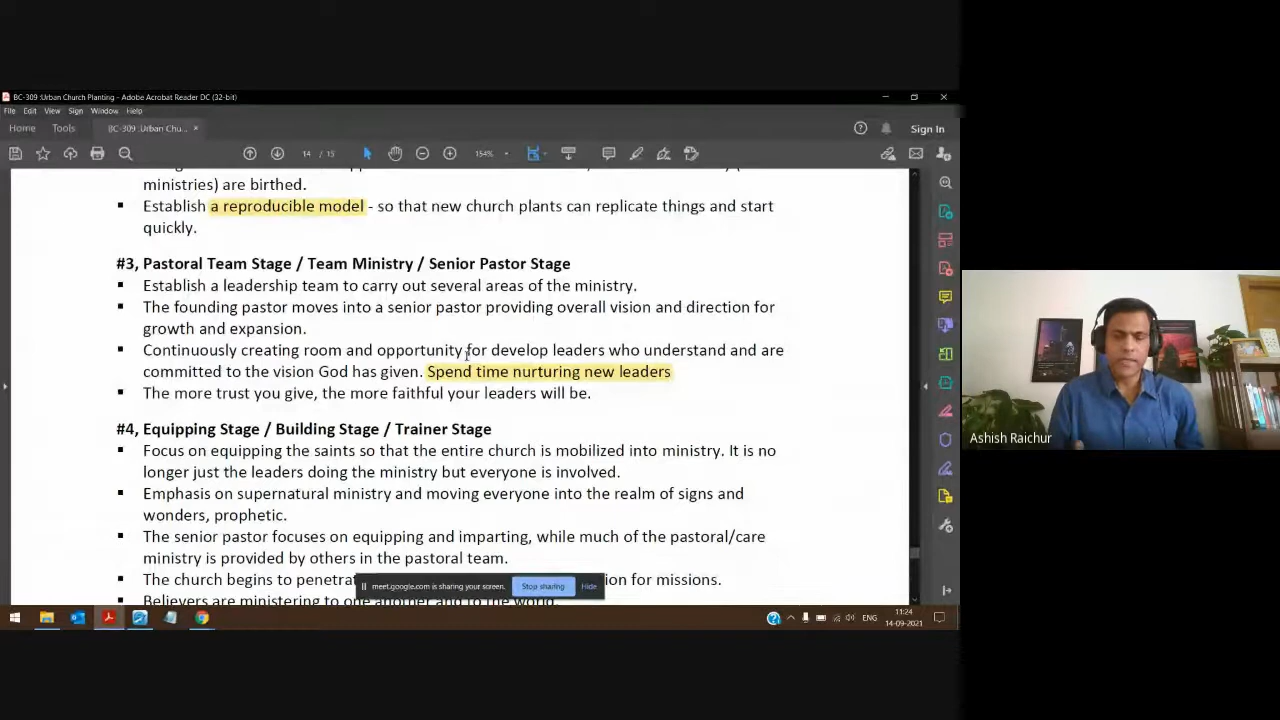 BC-309 :Urban Church Planting - Adobe Acrobat Reader DC (32-bit)
File Edit View Sign Window Help
Home Tools BC-309 :Urban Chu... × Sign In
14 / 15 154%
ministries) are birthed.
Establish a reproducible model - so that new church plants can replicate things and start
quickly.
#3, Pastoral Team Stage / Team Ministry / Senior Pastor Stage
Establish a leadership team to carry out several areas of the ministry.
The founding pastor moves into a senior pastor providing overall vision and direction for
growth and expansion.
Continuously creating room and opportunity for develop leaders who understand and are
committed to the vision God has given. Spend time nurturing new leaders
The more trust you give, the more faithful your leaders will be.
#4, Equipping Stage / Building Stage / Trainer Stage
Focus on equipping the saints so that the entire church is mobilized into ministry. It is no
longer just the leaders doing the ministry but everyone is involved.
Emphasis on supernatural ministry and moving everyone into the realm of signs and
wonders, prophetic.
The senior pastor focuses on equipping and imparting, while much of the pastoral/care
ministry is provided by others in the pastoral team.
The church begins to penetrat ion for missions.
Believers are ministering to one another and to the world.
meet.google.com is sharing your screen. Stop sharing Hide
ENG
11:24
14-09-2021
Ashish Raichur